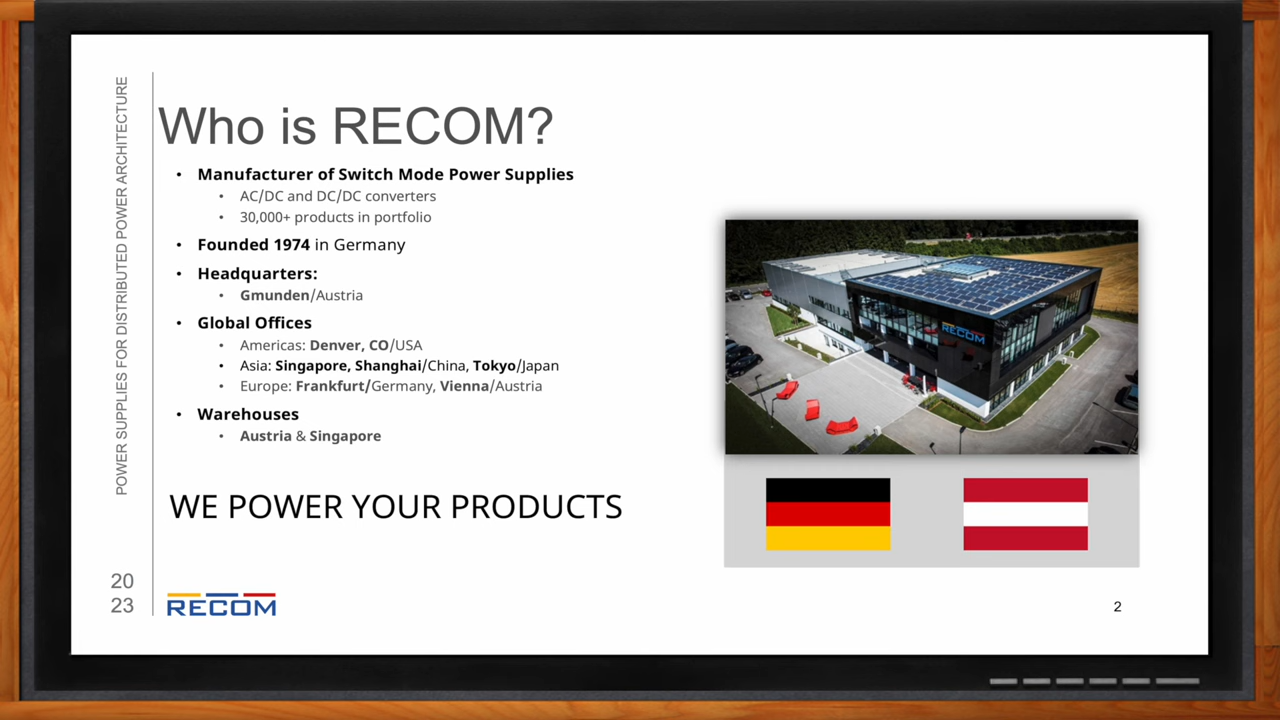 POWER SUPPLIES FOR DISTRIBUTED POWER ARCHITECTURE
Who is RECOM?
• Manufacturer of Switch Mode Power Supplies
• AC/DC and DC/DC converters
• 30,000+ products in portfolio
• Founded 1974 in Germany
• Headquarters:
• Gmunden/Austria
• Global Offices
• Americas: Denver, CO/USA
• Asia: Singapore, Shanghai/China, Tokyo/Japan
• Europe: Frankfurt/Germany, Vienna/Austria
• Warehouses
• Austria & Singapore
RECOM
WE POWER YOUR PRODUCTS
20
23
RECOM
2